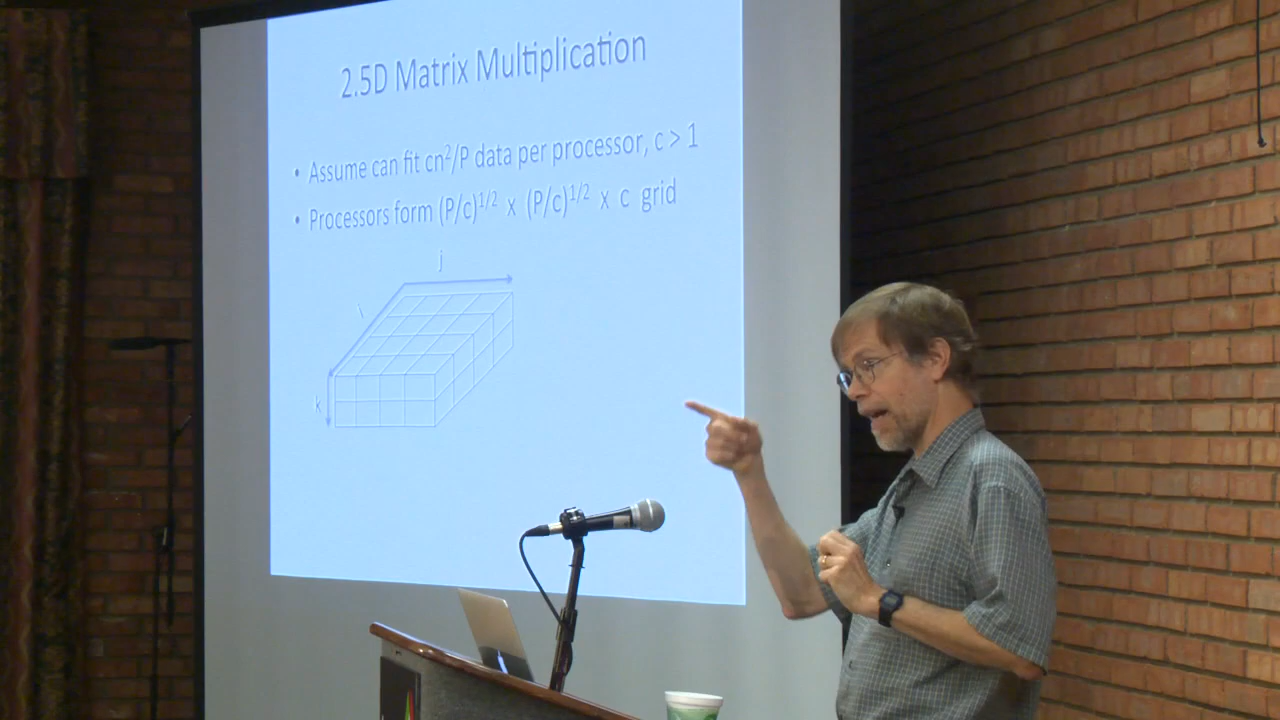 2.5D Matrix Multiplication
• Assume can fit cn²/P data per processor, c > 1
• Processors form (P/c)^1/2 x (P/c)^1/2 x c grid
j
i
k